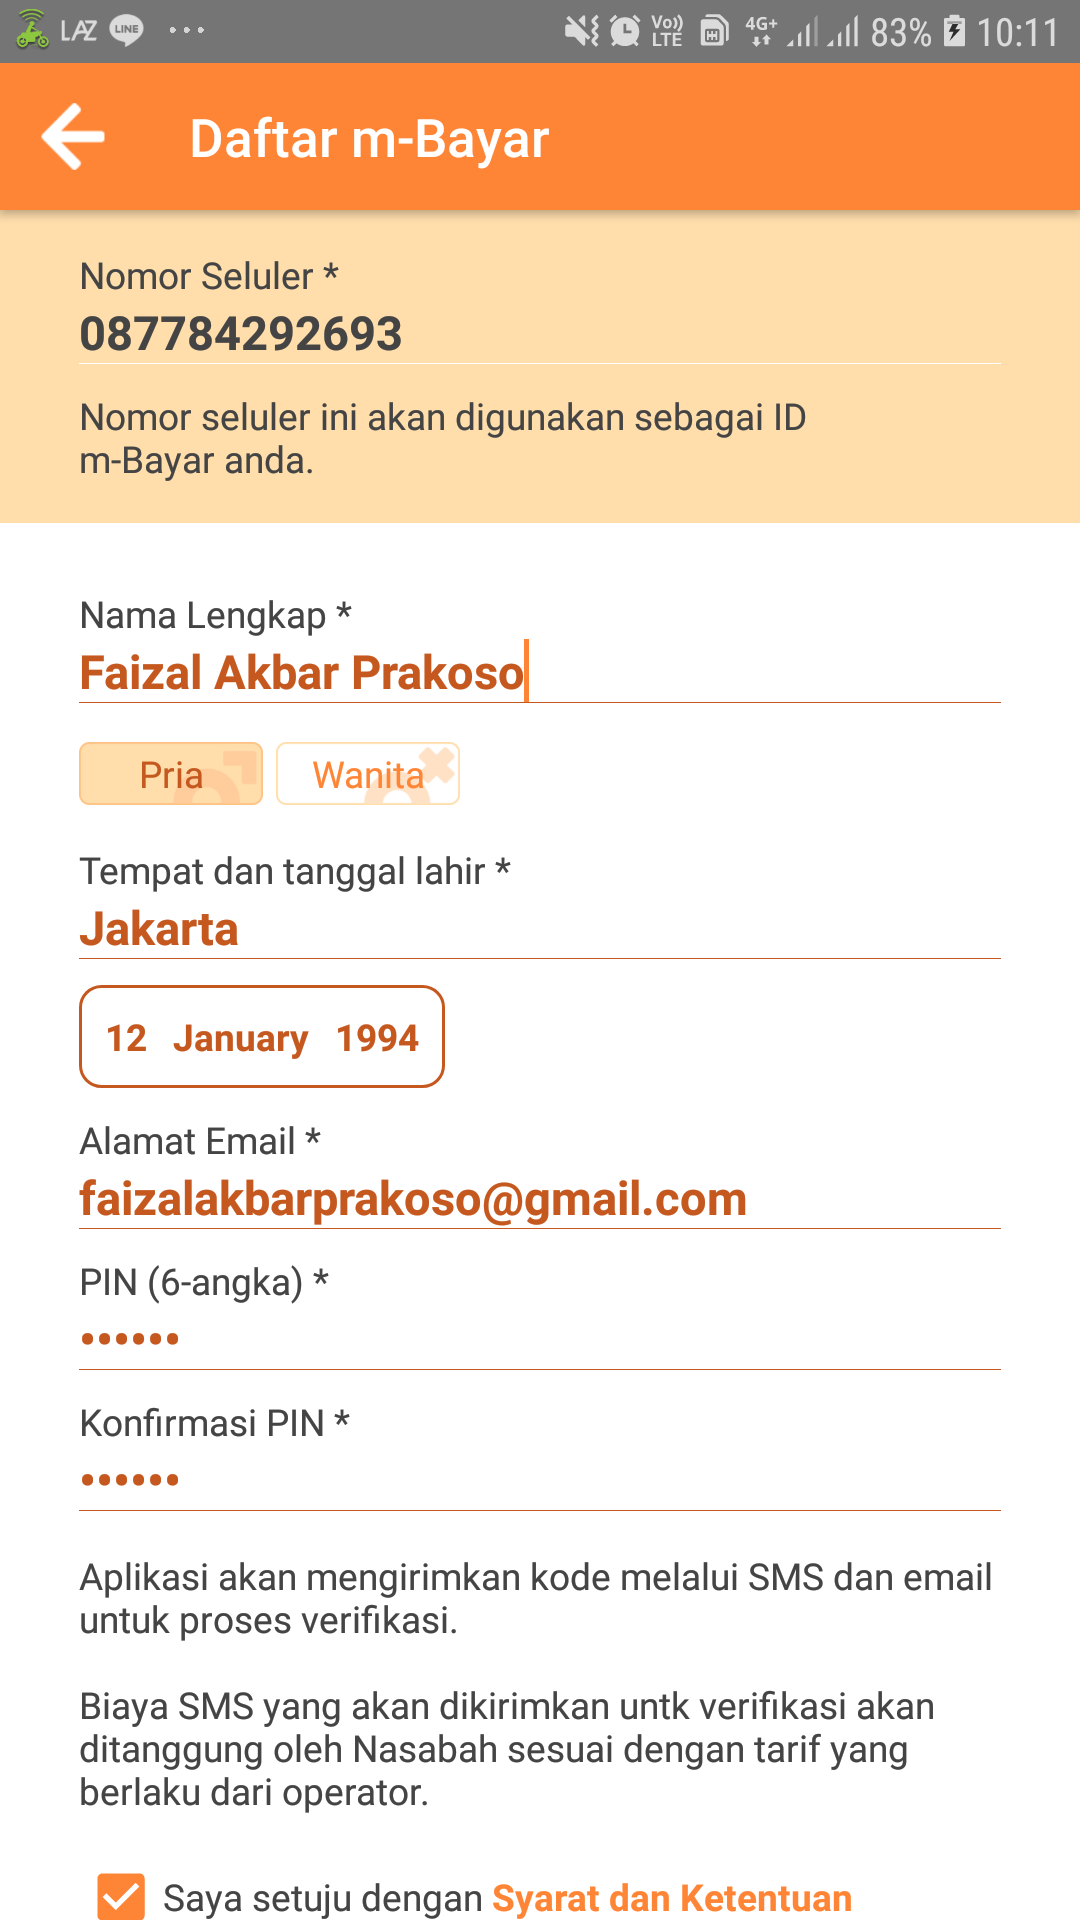 LAZ LINE ... Vo)) LTE 4G+ 83% 10:11
Daftar m-Bayar
Nomor Seluler *
087784292693
Nomor seluler ini akan digunakan sebagai ID
m-Bayar anda.
Nama Lengkap *
Faizal Akbar Prakoso
Pria Wanita
Tempat dan tanggal lahir *
Jakarta
12 January 1994
Alamat Email *
faizalakbarprakoso@gmail.com
PIN (6-angka) *
••••••
Konfirmasi PIN *
••••••
Aplikasi akan mengirimkan kode melalui SMS dan email
untuk proses verifikasi.
Biaya SMS yang akan dikirimkan untk verifikasi akan
ditanggung oleh Nasabah sesuai dengan tarif yang
berlaku dari operator.
Saya setuju dengan Syarat dan Ketentuan